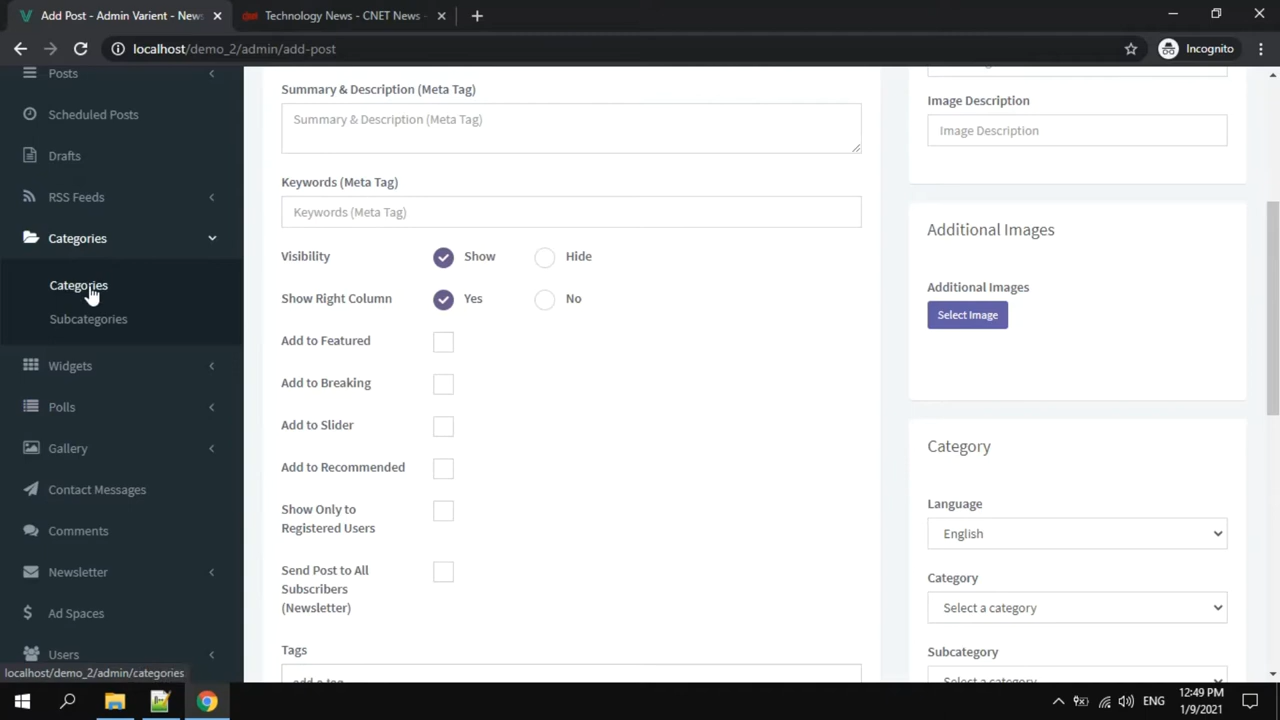 Add Post - Admin Varient - News
Technology News - CNET News -
localhost/demo_2/admin/add-post
Incognito
Posts
Scheduled Posts
Drafts
RSS Feeds
Categories
Categories
Subcategories
Widgets
Polls
Gallery
Contact Messages
Comments
Newsletter
Ad Spaces
Users
localhost/demo_2/admin/categories
Summary & Description (Meta Tag)
Summary & Description (Meta Tag)
Keywords (Meta Tag)
Keywords (Meta Tag)
Visibility
Show
Hide
Show Right Column
Yes
No
Add to Featured
Add to Breaking
Add to Slider
Add to Recommended
Show Only to
Registered Users
Send Post to All
Subscribers
(Newsletter)
Tags
add a tag
Image Description
Image Description
Additional Images
Additional Images
Select Image
Category
Language
English
Category
Select a category
Subcategory
Select a category
ENG
12:49 PM
1/9/2021